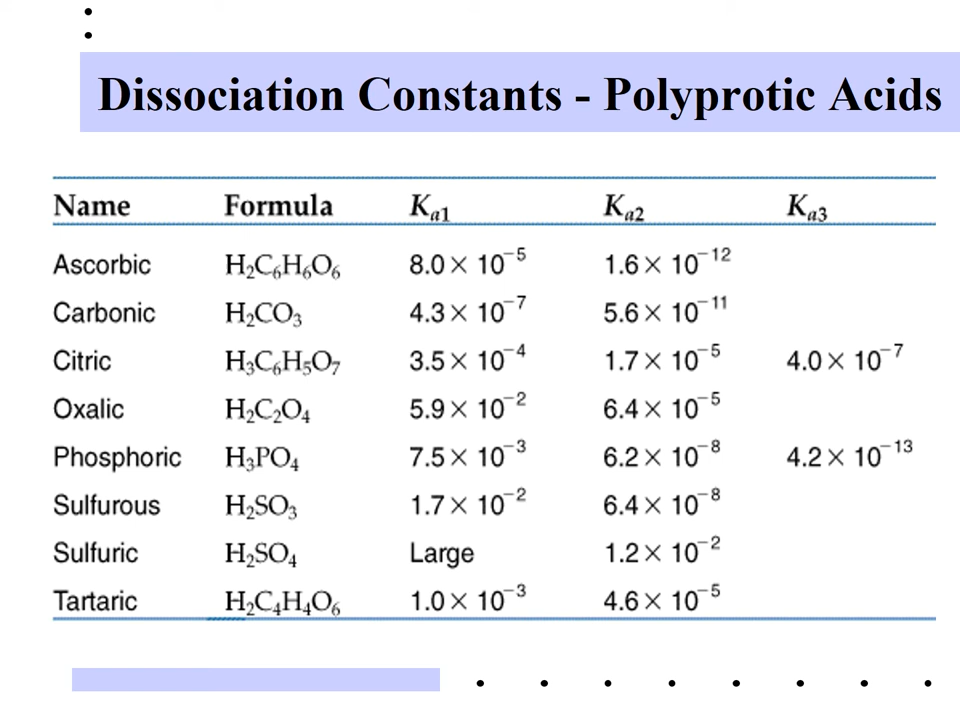 Dissociation Constants - Polyprotic Acids
Name Formula Ka1 Ka2 Ka3
Ascorbic H₂C₆H₆O₆ 8.0 × 10⁻⁵ 1.6 × 10⁻¹²
Carbonic H₂CO₃ 4.3 × 10⁻⁷ 5.6 × 10⁻¹¹
Citric H₃C₆H₅O₇ 3.5 × 10⁻⁴ 1.7 × 10⁻⁵ 4.0 × 10⁻⁷
Oxalic H₂C₂O₄ 5.9 × 10⁻² 6.4 × 10⁻⁵
Phosphoric H₃PO₄ 7.5 × 10⁻³ 6.2 × 10⁻⁸ 4.2 × 10⁻¹³
Sulfurous H₂SO₃ 1.7 × 10⁻² 6.4 × 10⁻⁸
Sulfuric H₂SO₄ Large 1.2 × 10⁻²
Tartaric H₂C₄H₄O₆ 1.0 × 10⁻³ 4.6 × 10⁻⁵